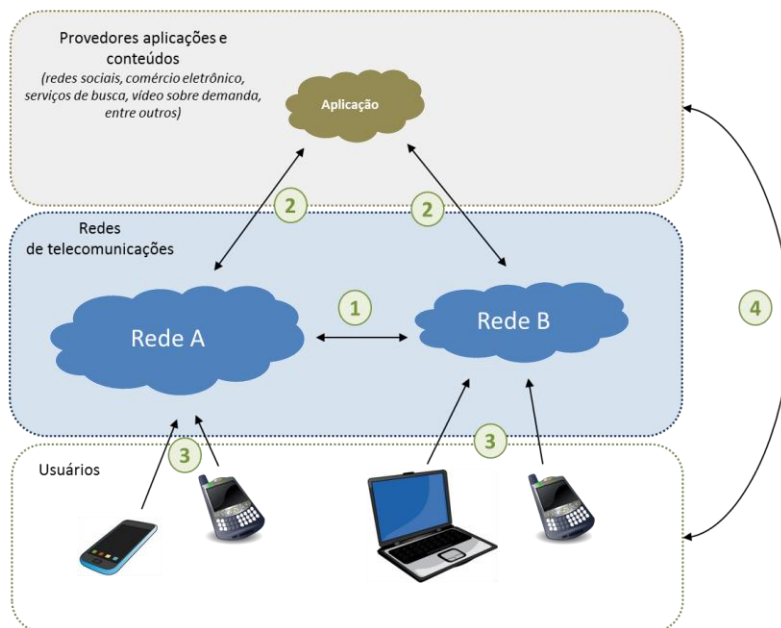 Provedores aplicações e
conteúdos
(redes sociais, comércio eletrônico,
serviços de busca, vídeo sobre demanda,
entre outros)
Aplicação
2
2
Redes
de telecomunicações
1
4
Rede A
Rede B
3
3
Usuários